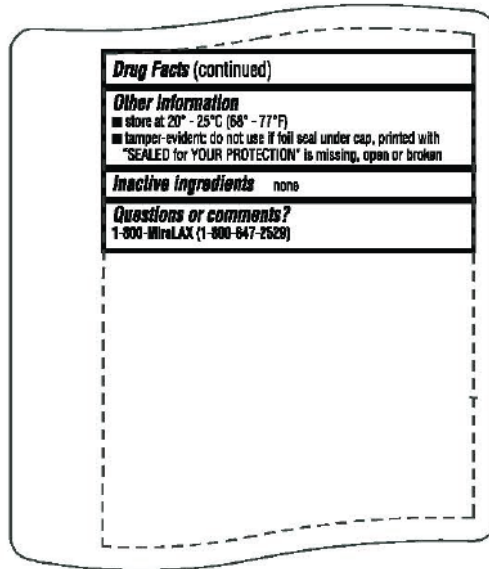 Drug Facts (continued)
Other information
■ store at 20° - 25°C (68° - 77°F)
■ tamper-evident: do not use if foil seal under cap, printed with
"SEALED for YOUR PROTECTION" is missing, open or broken
Inactive ingredients none
Questions or comments?
1-800-MiraLAX (1-800-647-2529)